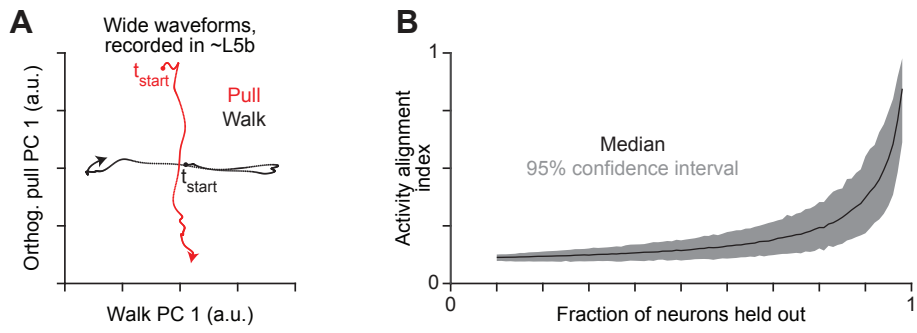 A
Wide waveforms,
recorded in ~L5b
tstart
Pull
Walk
tstart
Orthog. pull PC 1 (a.u.)
Walk PC 1 (a.u.)
B
1
Median
95% confidence interval
Activity alignment
index
0
0
1
Fraction of neurons held out